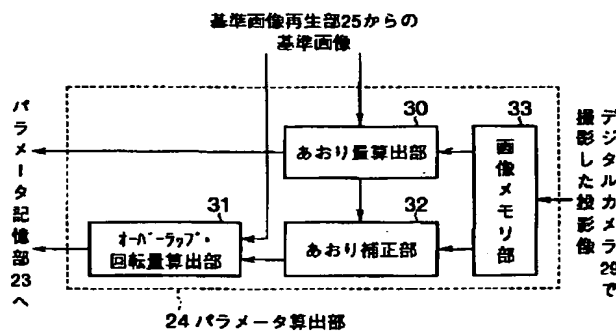 基準画像再生部25からの
基準画像
パラメータ記憶部23へ
30
あおり量算出部
33
画像メモリ部
デジタルカメラ29で
撮影した投影像
31
オーバーラップ・
回転量算出部
32
あおり補正部
24 パラメータ算出部